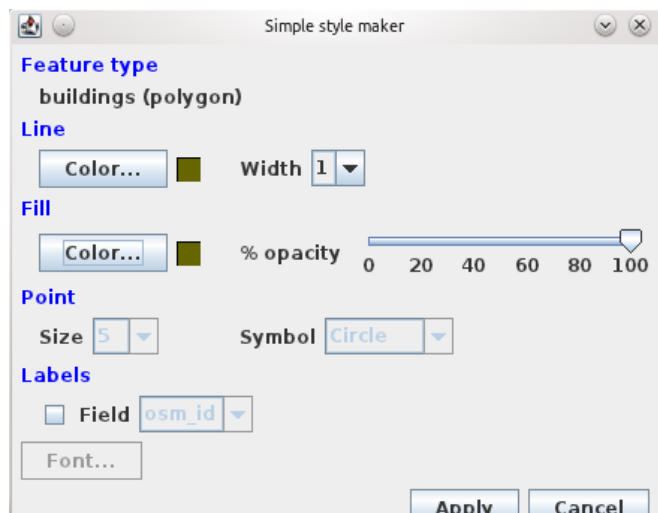 Simple style maker
Feature type
buildings (polygon)
Line
Color... Width 1
Fill
Color... % opacity 0 20 40 60 80 100
Point
Size 5 Symbol Circle
Labels
Field osm_id
Font...
Apply Cancel